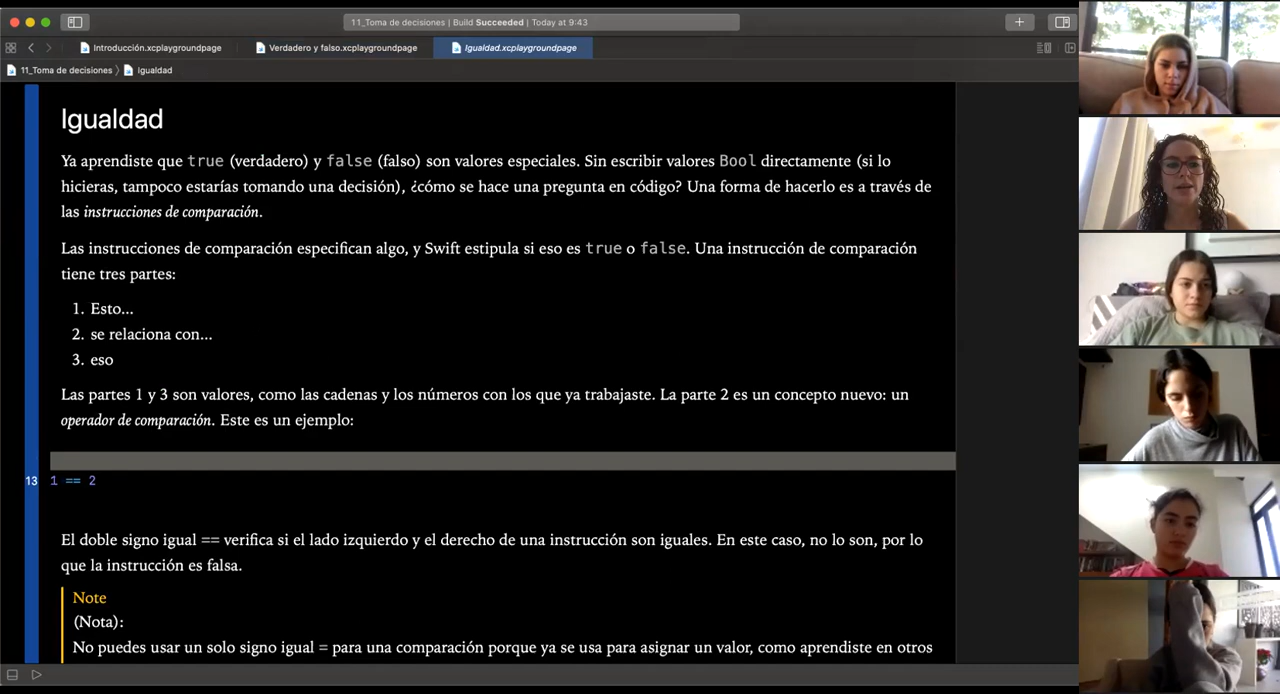 11_Toma de decisiones | Build Succeeded | Today at 9:43
Introducción.xcplaygroundpage
Verdadero y falso.xcplaygroundpage
Igualdad.xcplaygroundpage
11_Toma de decisiones
Igualdad
Igualdad
Ya aprendiste que true (verdadero) y false (falso) son valores especiales. Sin escribir valores Bool directamente (si lo
hicieras, tampoco estarías tomando una decisión), ¿cómo se hace una pregunta en código? Una forma de hacerlo es a través de
las instrucciones de comparación.
Las instrucciones de comparación especifican algo, y Swift estipula si eso es true o false. Una instrucción de comparación
tiene tres partes:
1. Esto...
2. se relaciona con...
3. eso
Las partes 1 y 3 son valores, como las cadenas y los números con los que ya trabajaste. La parte 2 es un concepto nuevo: un
operador de comparación. Este es un ejemplo:
13 1 == 2
El doble signo igual == verifica si el lado izquierdo y el derecho de una instrucción son iguales. En este caso, no lo son, por lo
que la instrucción es falsa.
Note
(Nota):
No puedes usar un solo signo igual = para una comparación porque ya se usa para asignar un valor, como aprendiste en otros